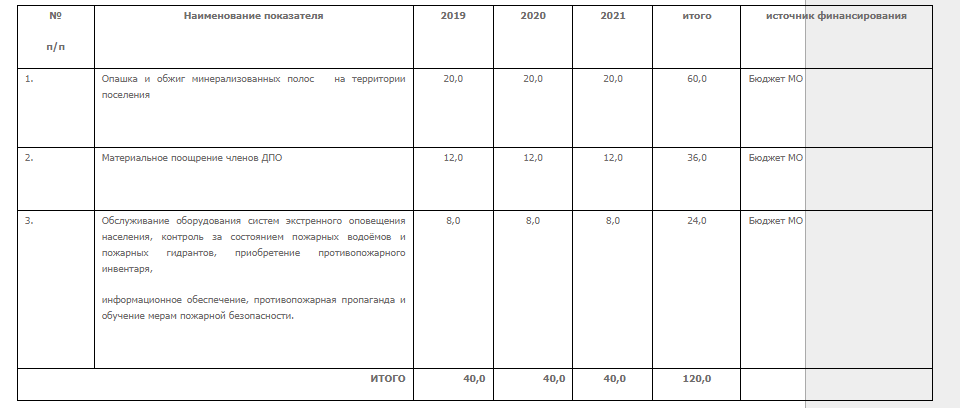 № Наименование показателя 2019 2020 2021 итого источник финансирования
п/п
1. Опашка и обжиг минерализованных полос на территории 20,0 20,0 20,0 60,0 Бюджет МО
поселения
2. Материальное поощрение членов ДПО 12,0 12,0 12,0 36,0 Бюджет МО
3. Обслуживание оборудования систем экстренного оповещения 8,0 8,0 8,0 24,0 Бюджет МО
населения, контроль за состоянием пожарных водоёмов и
пожарных гидрантов, приобретение противопожарного
инвентаря,
информационное обеспечение, противопожарная пропаганда и
обучение мерам пожарной безопасности.
ИТОГО 40,0 40,0 40,0 120,0